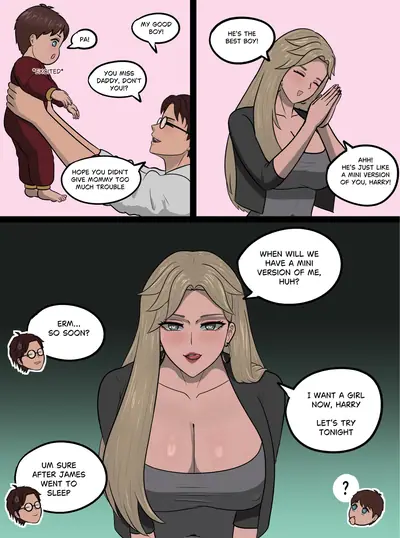 PA!
MY GOOD
BOY!
*EXCITED*
YOU MISS
DADDY, DON'T
YOU!?
HOPE YOU DIDN'T
GIVE MOMMY TOO
MUCH TROUBLE
HE'S THE
BEST BOY!
AHH!
HE'S JUST LIKE
A MINI VERSION
OF YOU, HARRY!
WHEN WILL WE
HAVE A MINI
VERSION OF ME,
HUH?
ERM...
SO SOON?
I WANT A GIRL
NOW, HARRY
LET'S TRY
TONIGHT
UM SURE
AFTER JAMES
WENT TO
SLEEP
?